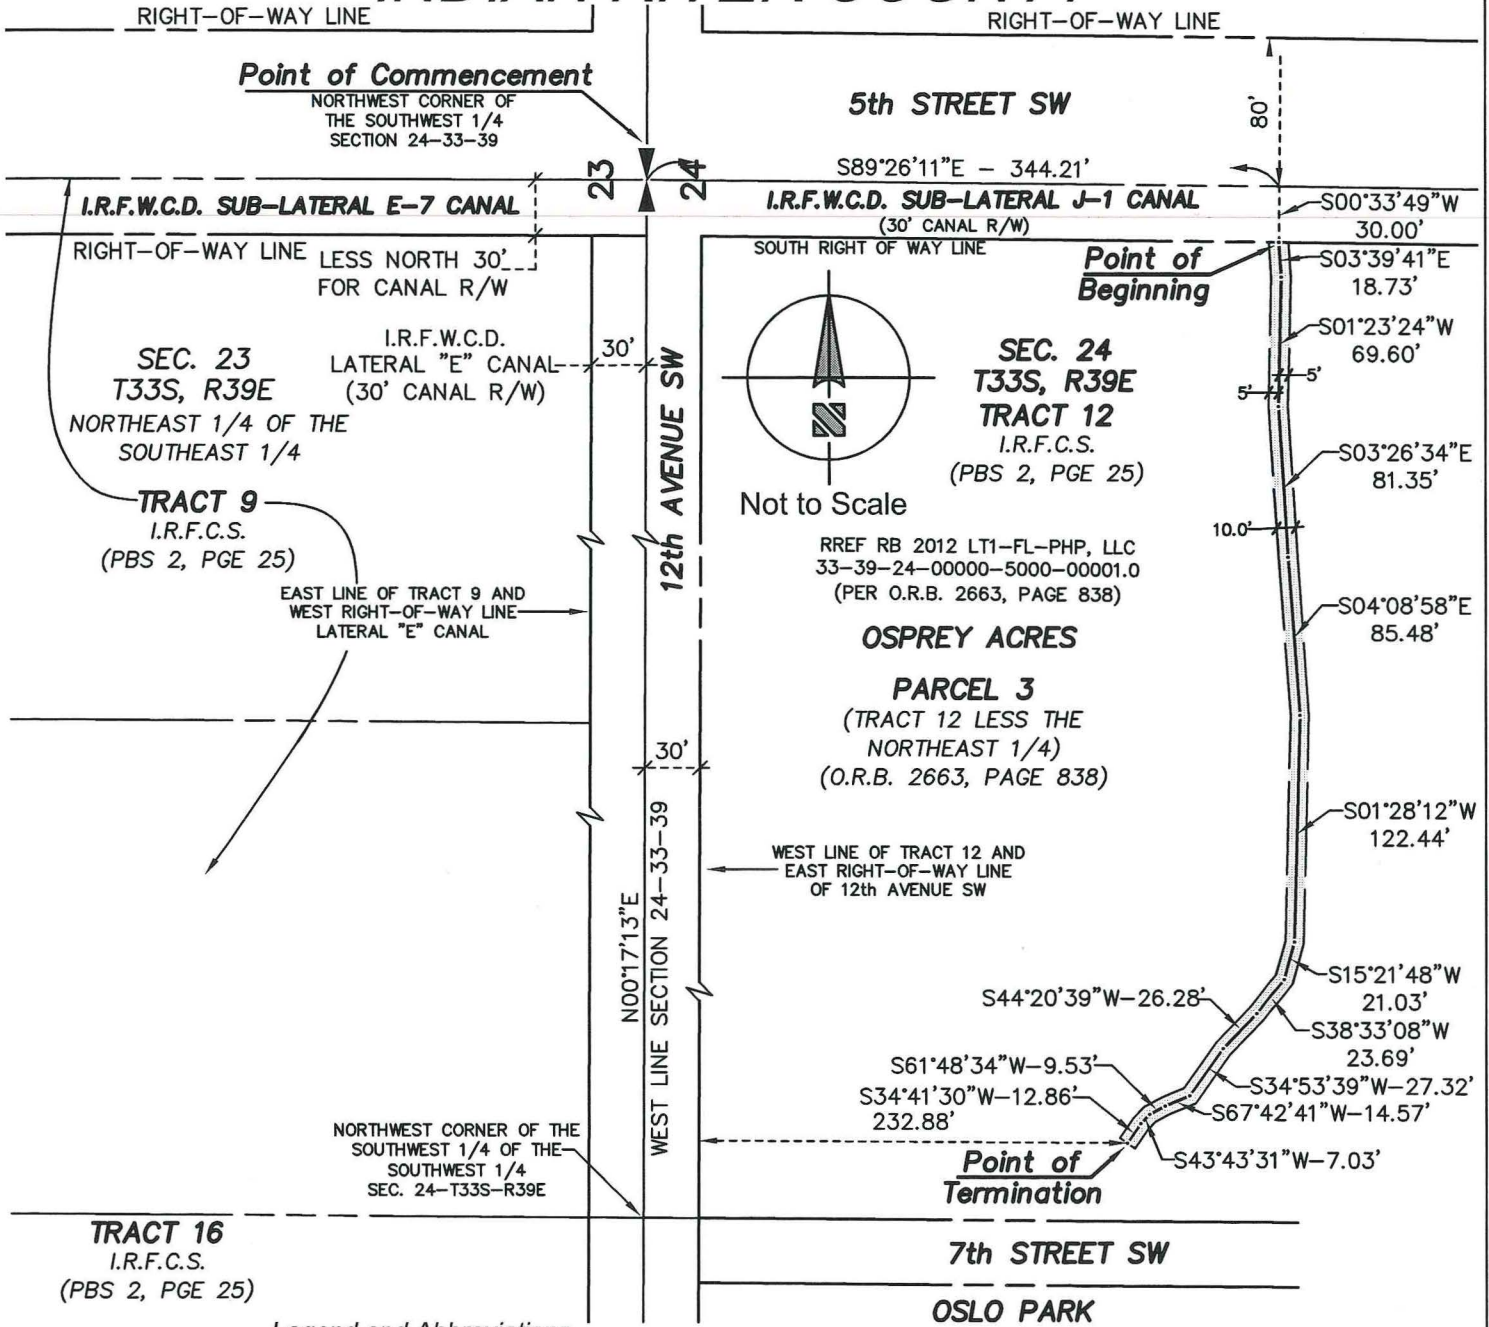 INDIAN RIVER COUNTY
RIGHT-OF-WAY LINE
RIGHT-OF-WAY LINE
Point of Commencement
NORTHWEST CORNER OF
THE SOUTHWEST 1/4
SECTION 24-33-39
5th STREET SW
80'
23
24
S89°26'11"E - 344.21'
I.R.F.W.C.D. SUB-LATERAL E-7 CANAL
I.R.F.W.C.D. SUB-LATERAL J-1 CANAL
(30' CANAL R/W)
S00°33'49"W
30.00'
RIGHT-OF-WAY LINE
LESS NORTH 30'
FOR CANAL R/W
SOUTH RIGHT OF WAY LINE
Point of
Beginning
S03°39'41"E
18.73'
S01°23'24"W
69.60'
I.R.F.W.C.D.
LATERAL "E" CANAL
(30' CANAL R/W)
30'
SEC. 23
T33S, R39E
NORTHEAST 1/4 OF THE
SOUTHEAST 1/4
12th AVENUE SW
SEC. 24
T33S, R39E
TRACT 12
I.R.F.C.S.
(PBS 2, PGE 25)
5'
5'
S03°26'34"E
81.35'
N
Not to Scale
TRACT 9
I.R.F.C.S.
(PBS 2, PGE 25)
10.0'
RREF RB 2012 LT1-FL-PHP, LLC
33-39-24-00000-5000-00001.0
(PER O.R.B. 2663, PAGE 838)
EAST LINE OF TRACT 9 AND
WEST RIGHT-OF-WAY LINE
LATERAL "E" CANAL
S04°08'58"E
85.48'
OSPREY ACRES
PARCEL 3
(TRACT 12 LESS THE
NORTHEAST 1/4)
(O.R.B. 2663, PAGE 838)
30'
S01°28'12"W
122.44'
N00°17'13"E
WEST LINE SECTION 24-33-39
WEST LINE OF TRACT 12 AND
EAST RIGHT-OF-WAY LINE
OF 12th AVENUE SW
S15°21'48"W
21.03'
S44°20'39"W-26.28'
S38°33'08"W
23.69'
S61°48'34"W-9.53'
S34°53'39"W-27.32'
S34°41'30"W-12.86'
S67°42'41"W-14.57'
232.88'
S43°43'31"W-7.03'
NORTHWEST CORNER OF THE
SOUTHWEST 1/4 OF THE
SOUTHWEST 1/4
SEC. 24-T33S-R39E
Point of
Termination
TRACT 16
I.R.F.C.S.
(PBS 2, PGE 25)
7th STREET SW
OSLO PARK
Legend and Abbreviations